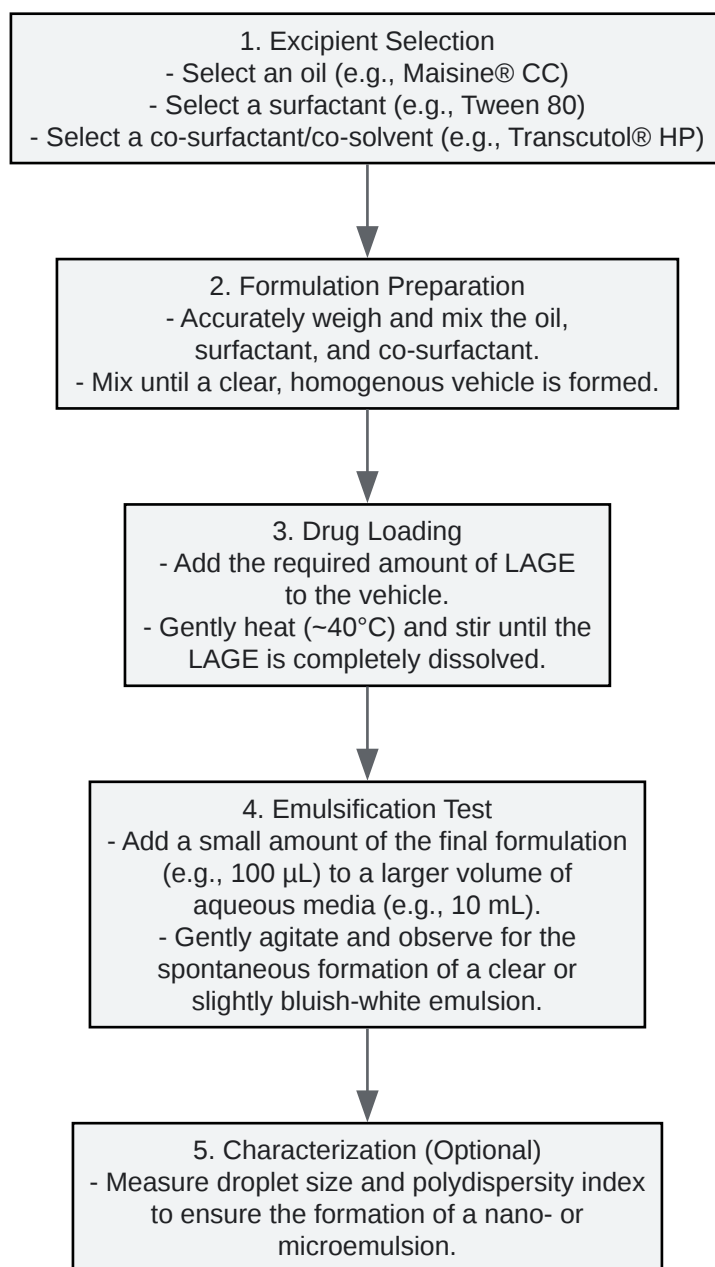 1. Excipient Selection
- Select an oil (e.g., Maisine® CC)
- Select a surfactant (e.g., Tween 80)
- Select a co-surfactant/co-solvent (e.g., Transcutol® HP)
2. Formulation Preparation
- Accurately weigh and mix the oil,
surfactant, and co-surfactant.
- Mix until a clear, homogenous vehicle is formed.
3. Drug Loading
- Add the required amount of LAGE
to the vehicle.
- Gently heat (~40°C) and stir until the
LAGE is completely dissolved.
4. Emulsification Test
- Add a small amount of the final formulation
(e.g., 100 µL) to a larger volume of
aqueous media (e.g., 10 mL).
- Gently agitate and observe for the
spontaneous formation of a clear or
slightly bluish-white emulsion.
5. Characterization (Optional)
- Measure droplet size and polydispersity index
to ensure the formation of a nano- or
microemulsion.